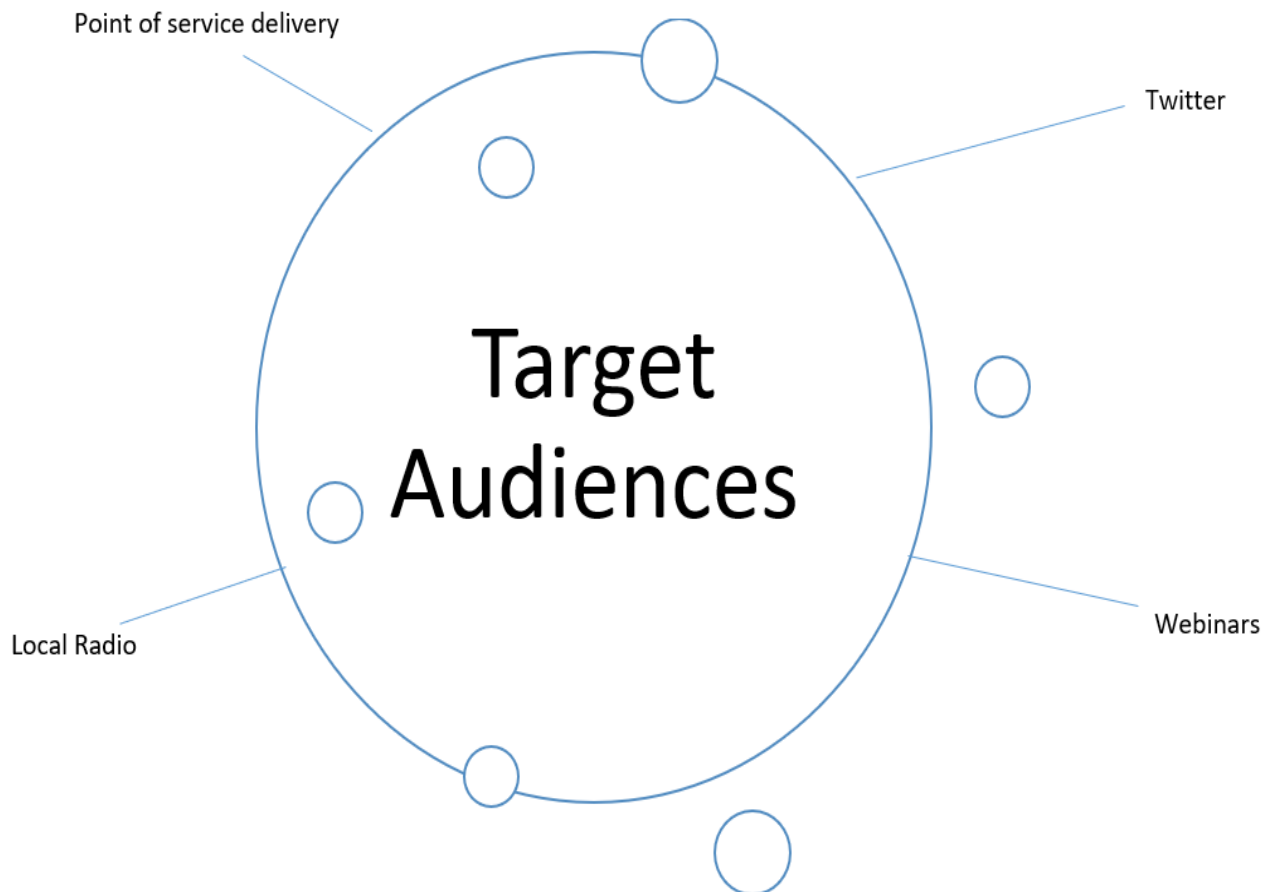 Point of service delivery
Twitter
Target
Audiences
Webinars
Local Radio